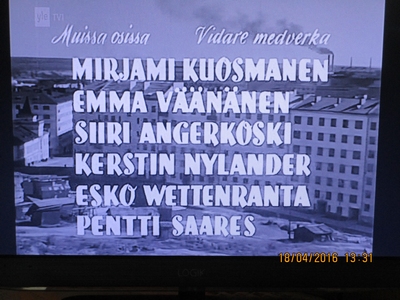 Muissa osissa Vidare medverka
MIRJAMI KUOSMANEN
EMMA VÄÄNÄNEN
SIIRI ANGERKOSKI
KERSTIN NYLANDER
ESKO WETTENRANTA
PENTTI SAARES
18/04/2016 13:31